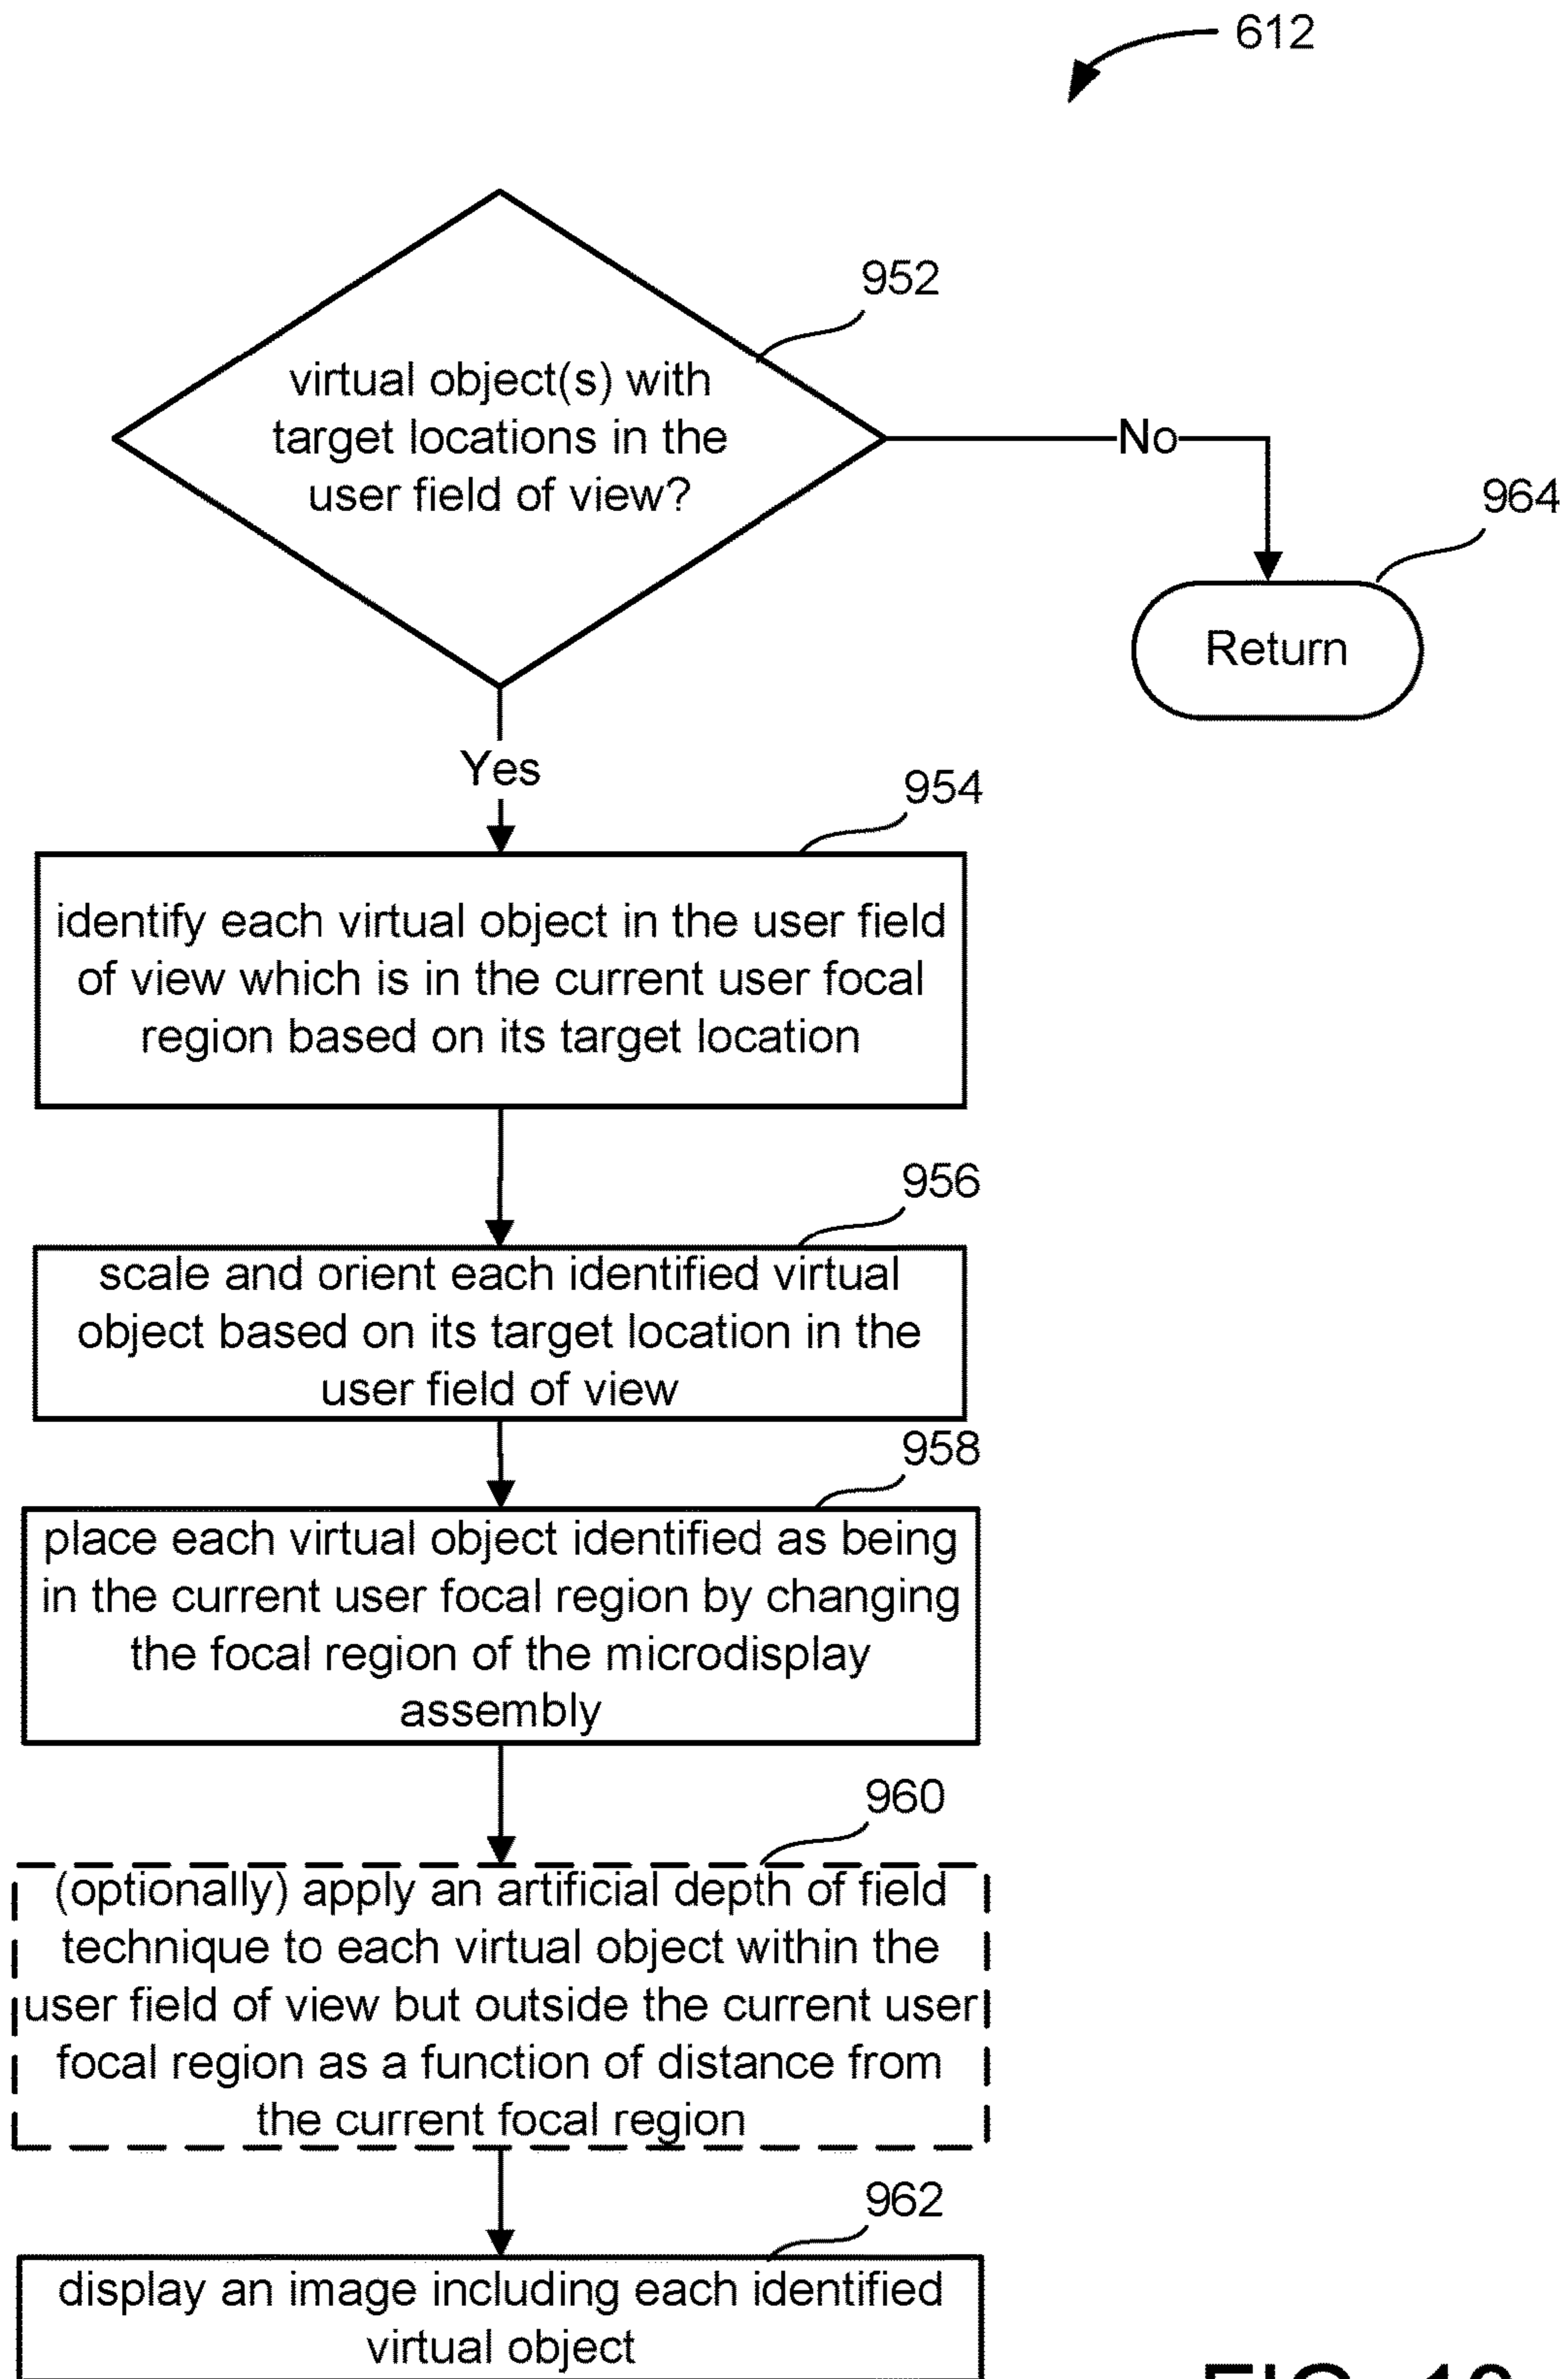 612
952
virtual object(s) with
target locations in the
user field of view?
No
964
Return
Yes
954
identify each virtual object in the user field
of view which is in the current user focal
region based on its target location
956
scale and orient each identified virtual
object based on its target location in the
user field of view
958
place each virtual object identified as being
in the current user focal region by changing
the focal region of the microdisplay
assembly
960
(optionally) apply an artificial depth of field
technique to each virtual object within the
user field of view but outside the current user
focal region as a function of distance from
the current focal region
962
display an image including each identified
virtual object